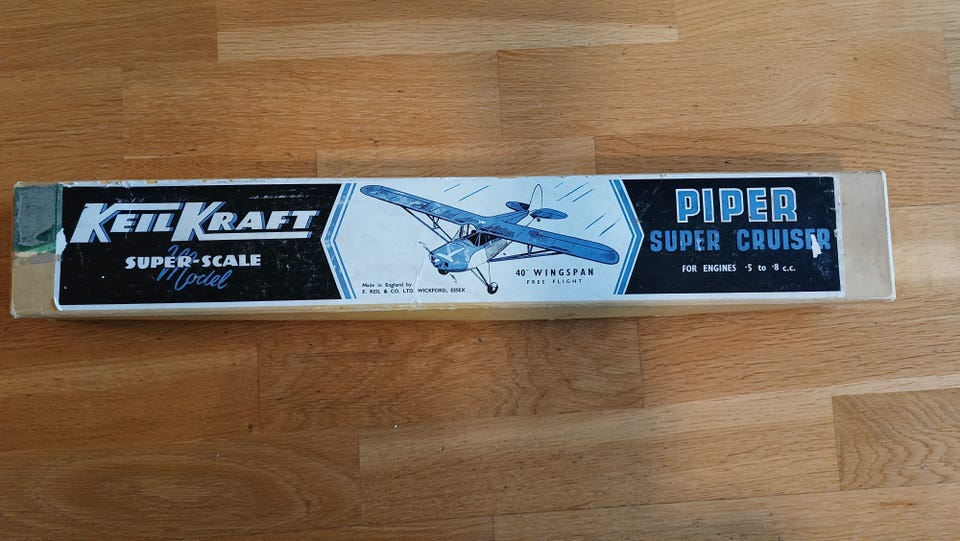 KEILKRAFT
SUPER-SCALE
Model
Made in England by
E. KEIL & CO. LTD. WICKFORD, ESSEX
40" WINGSPAN
FREE FLIGHT
PIPER
SUPER CRUISER
FOR ENGINES ·5 to ·8 c.c.